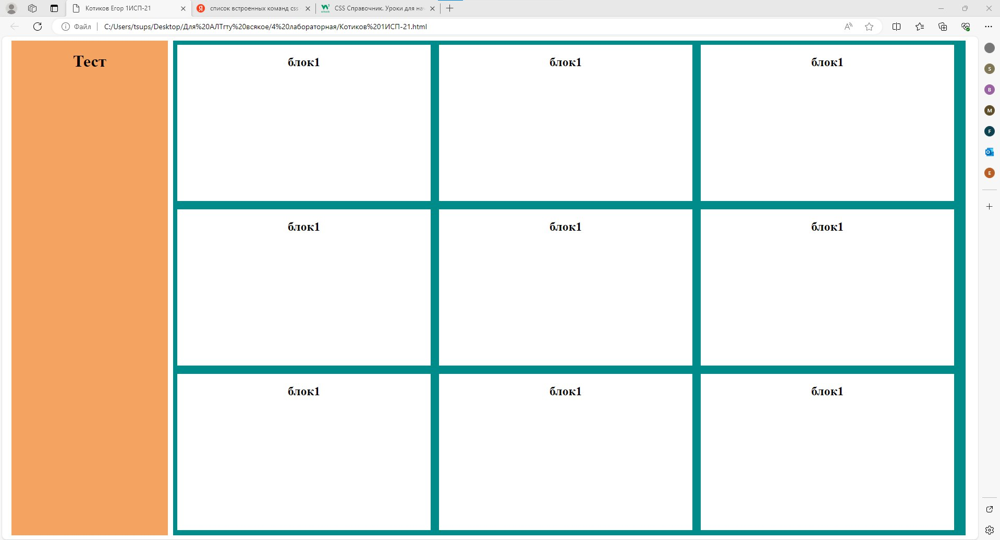 Котиков Егор 1ИСП-21
список встроенных команд css
CSS Справочник. Уроки для нач
Файл
C:/Users/tsups/Desktop/Для%20АЛТгту%20всякое/4%20лабораторная/Котиков%201ИСП-21.html
Тест
блок1 блок1 блок1
блок1 блок1 блок1
блок1 блок1 блок1
S
B
M
F
E